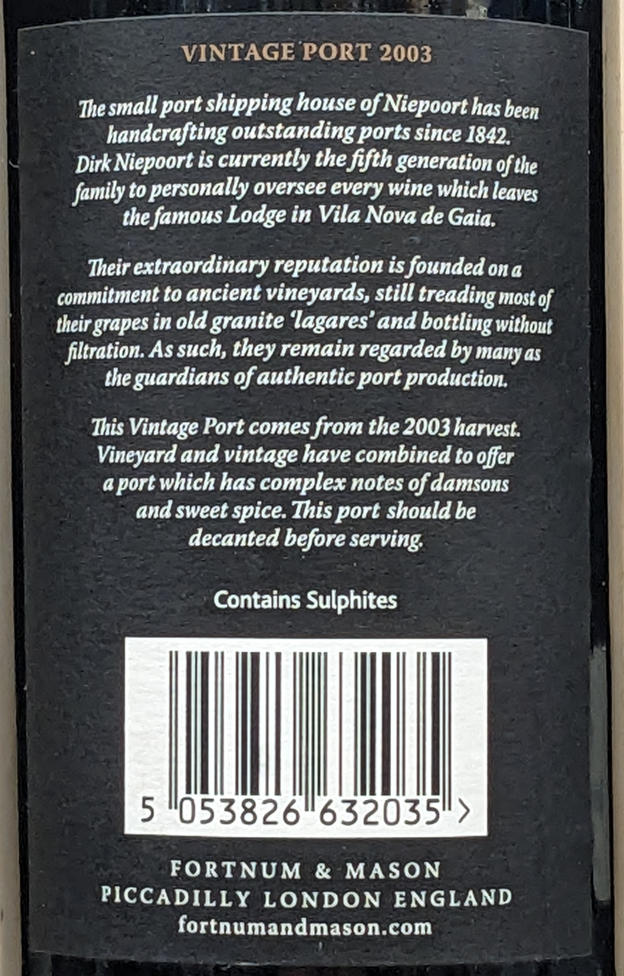 VINTAGE PORT 2003
The small port shipping house of Niepoort has been
handcrafting outstanding ports since 1842.
Dirk Niepoort is currently the fifth generation of the
family to personally oversee every wine which leaves
the famous Lodge in Vila Nova de Gaia.
Their extraordinary reputation is founded on a
commitment to ancient vineyards, still treading most of
their grapes in old granite 'lagares' and bottling without
filtration. As such, they remain regarded by many as
the guardians of authentic port production.
This Vintage Port comes from the 2003 harvest.
Vineyard and vintage have combined to offer
a port which has complex notes of damsons
and sweet spice. This port should be
decanted before serving.
Contains Sulphites
5 053826 632035 >
FORTNUM & MASON
PICCADILLY LONDON ENGLAND
fortnumandmason.com